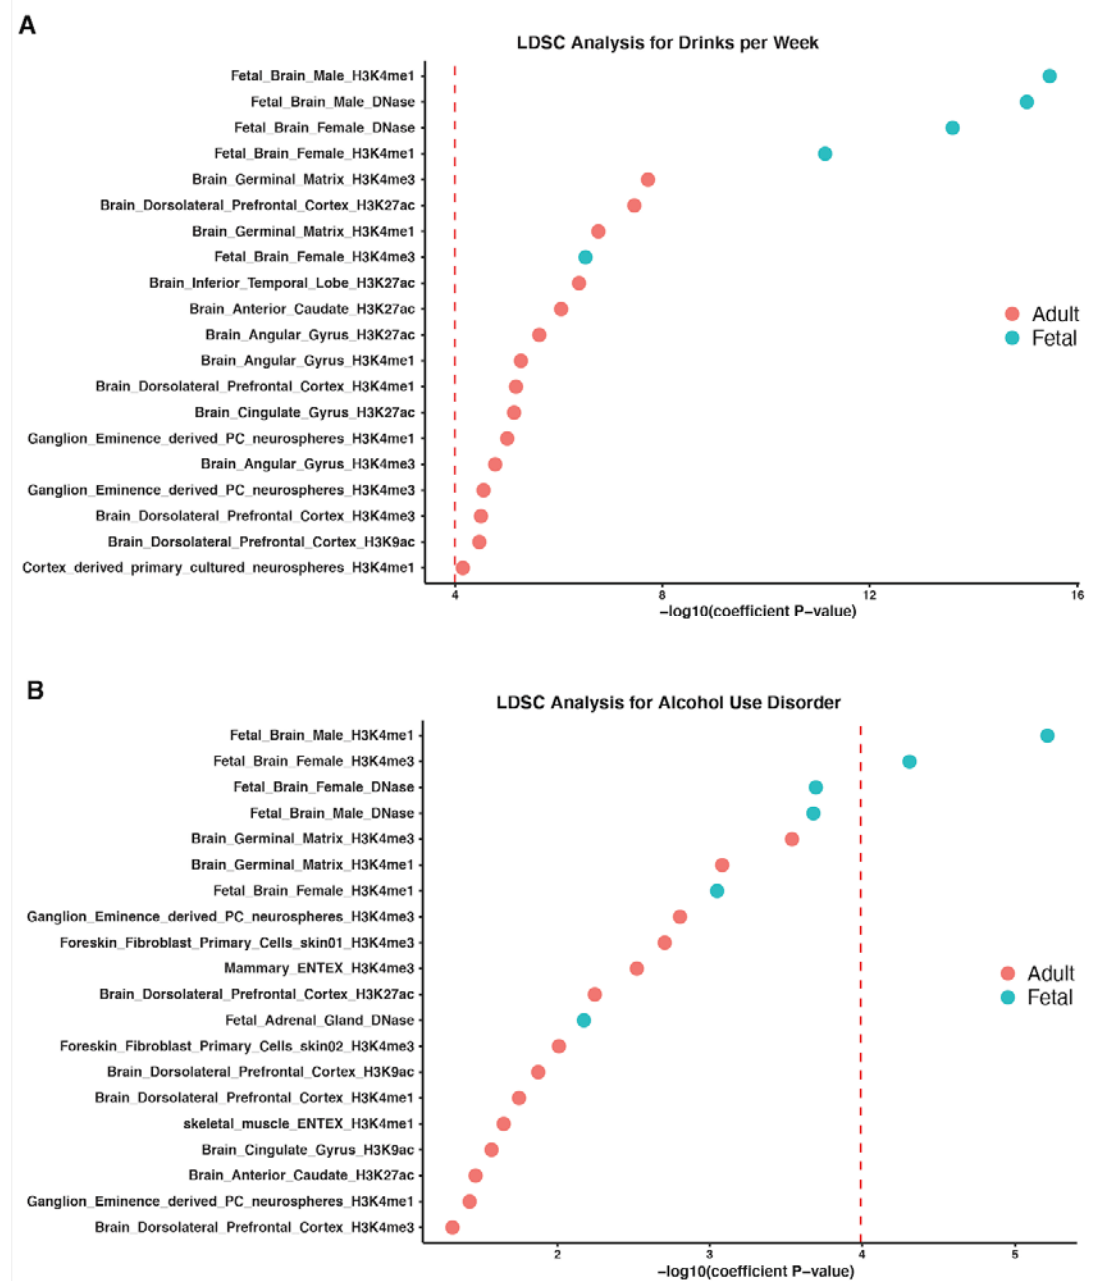 A
LDSC Analysis for Drinks per Week
Fetal_Brain_Male_H3K4me1
Fetal_Brain_Male_DNase
Fetal_Brain_Female_DNase
Fetal_Brain_Female_H3K4me1
Brain_Germinal_Matrix_H3K4me3
Brain_Dorsolateral_Prefrontal_Cortex_H3K27ac
Brain_Germinal_Matrix_H3K4me1
Fetal_Brain_Female_H3K4me3
Brain_Inferior_Temporal_Lobe_H3K27ac
Brain_Anterior_Caudate_H3K27ac
Brain_Angular_Gyrus_H3K27ac
Brain_Angular_Gyrus_H3K4me1
Brain_Dorsolateral_Prefrontal_Cortex_H3K4me1
Brain_Cingulate_Gyrus_H3K27ac
Ganglion_Eminence_derived_PC_neurospheres_H3K4me1
Brain_Angular_Gyrus_H3K4me3
Ganglion_Eminence_derived_PC_neurospheres_H3K4me3
Brain_Dorsolateral_Prefrontal_Cortex_H3K4me3
Brain_Dorsolateral_Prefrontal_Cortex_H3K9ac
Cortex_derived_primary_cultured_neurospheres_H3K4me1
Adult
Fetal
4 8 12 16
−log10(coefficient P−value)
B
LDSC Analysis for Alcohol Use Disorder
Fetal_Brain_Male_H3K4me1
Fetal_Brain_Female_H3K4me3
Fetal_Brain_Female_DNase
Fetal_Brain_Male_DNase
Brain_Germinal_Matrix_H3K4me3
Brain_Germinal_Matrix_H3K4me1
Fetal_Brain_Female_H3K4me1
Ganglion_Eminence_derived_PC_neurospheres_H3K4me3
Foreskin_Fibroblast_Primary_Cells_skin01_H3K4me3
Mammary_ENTEX_H3K4me3
Brain_Dorsolateral_Prefrontal_Cortex_H3K27ac
Fetal_Adrenal_Gland_DNase
Foreskin_Fibroblast_Primary_Cells_skin02_H3K4me3
Brain_Dorsolateral_Prefrontal_Cortex_H3K9ac
Brain_Dorsolateral_Prefrontal_Cortex_H3K4me1
skeletal_muscle_ENTEX_H3K4me1
Brain_Cingulate_Gyrus_H3K9ac
Brain_Anterior_Caudate_H3K27ac
Ganglion_Eminence_derived_PC_neurospheres_H3K4me1
Brain_Dorsolateral_Prefrontal_Cortex_H3K4me3
Adult
Fetal
2 3 4 5
−log10(coefficient P−value)